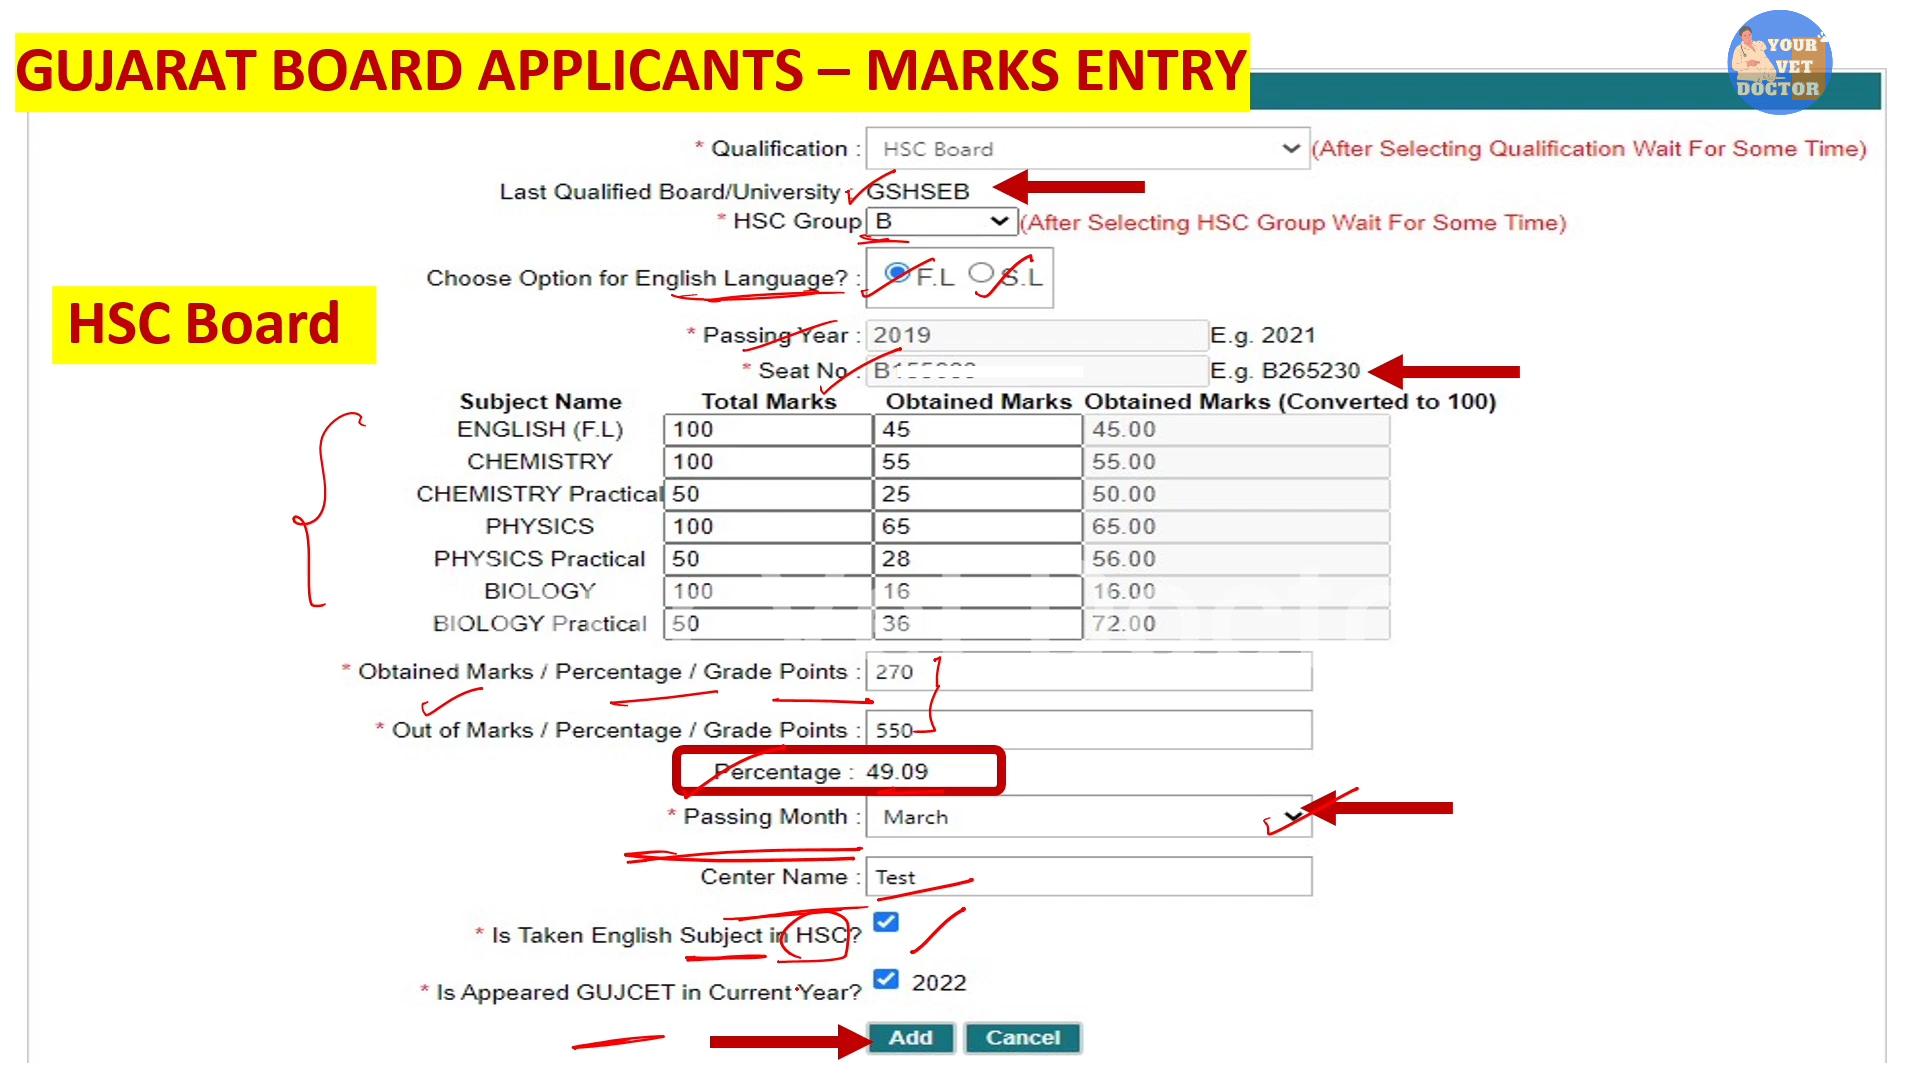 GUJARAT BOARD APPLICANTS – MARKS ENTRY
YOUR
VET
DOCTOR
* Qualification : HSC Board (After Selecting Qualification Wait For Some Time)
Last Qualified Board/University : GSHSEB
* HSC Group B (After Selecting HSC Group Wait For Some Time)
Choose Option for English Language? : F.L S.L
HSC Board
* Passing Year : 2019 E.g. 2021
* Seat No : E.g. B265230
Subject Name Total Marks Obtained Marks Obtained Marks (Converted to 100)
ENGLISH (F.L) 100 45 45.00
CHEMISTRY 100 55 55.00
CHEMISTRY Practical 50 25 50.00
PHYSICS 100 65 65.00
PHYSICS Practical 50 28 56.00
BIOLOGY 100 16 16.00
BIOLOGY Practical 50 36 72.00
* Obtained Marks / Percentage / Grade Points : 270
* Out of Marks / Percentage / Grade Points : 550
Percentage : 49.09
* Passing Month : March
Center Name : Test
* Is Taken English Subject in HSC?
* Is Appeared GUJCET in Current Year? 2022
Add Cancel